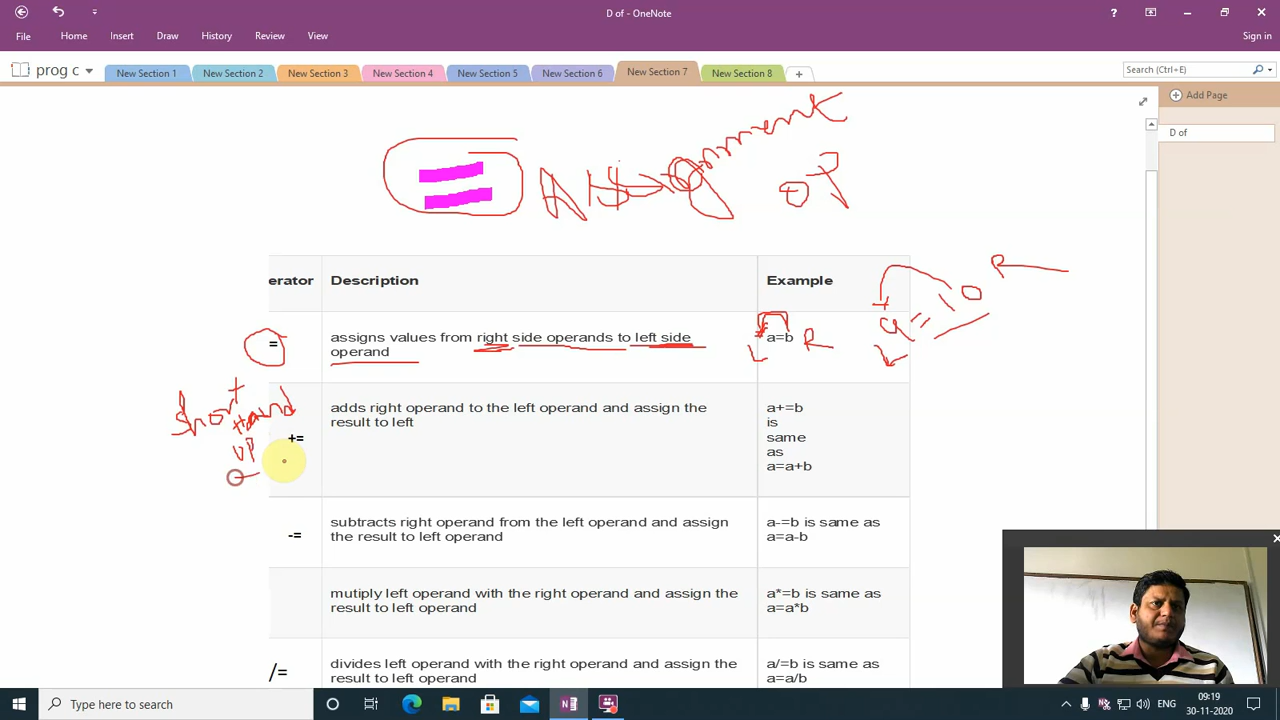 D of - OneNote
File Home Insert Draw History Review View Sign in
prog c New Section 1 New Section 2 New Section 3 New Section 4 New Section 5 New Section 6 New Section 7 New Section 8 Search (Ctrl+E)
Add Page
D of
=
erator Description Example
a=10 R
= assigns values from right side operands to left side
operand
a=b R
L L
Short
Hand
op
+= adds right operand to the left operand and assign the
result to left
a+=b
is
same
as
a=a+b
-= subtracts right operand from the left operand and assign
the result to left operand
a-=b is same as
a=a-b
mutiply left operand with the right operand and assign the
result to left operand
a*=b is same as
a=a*b
/= divides left operand with the right operand and assign the
result to left operand
a/=b is same as
a=a/b
Type here to search
ENG
09:19
30-11-2020